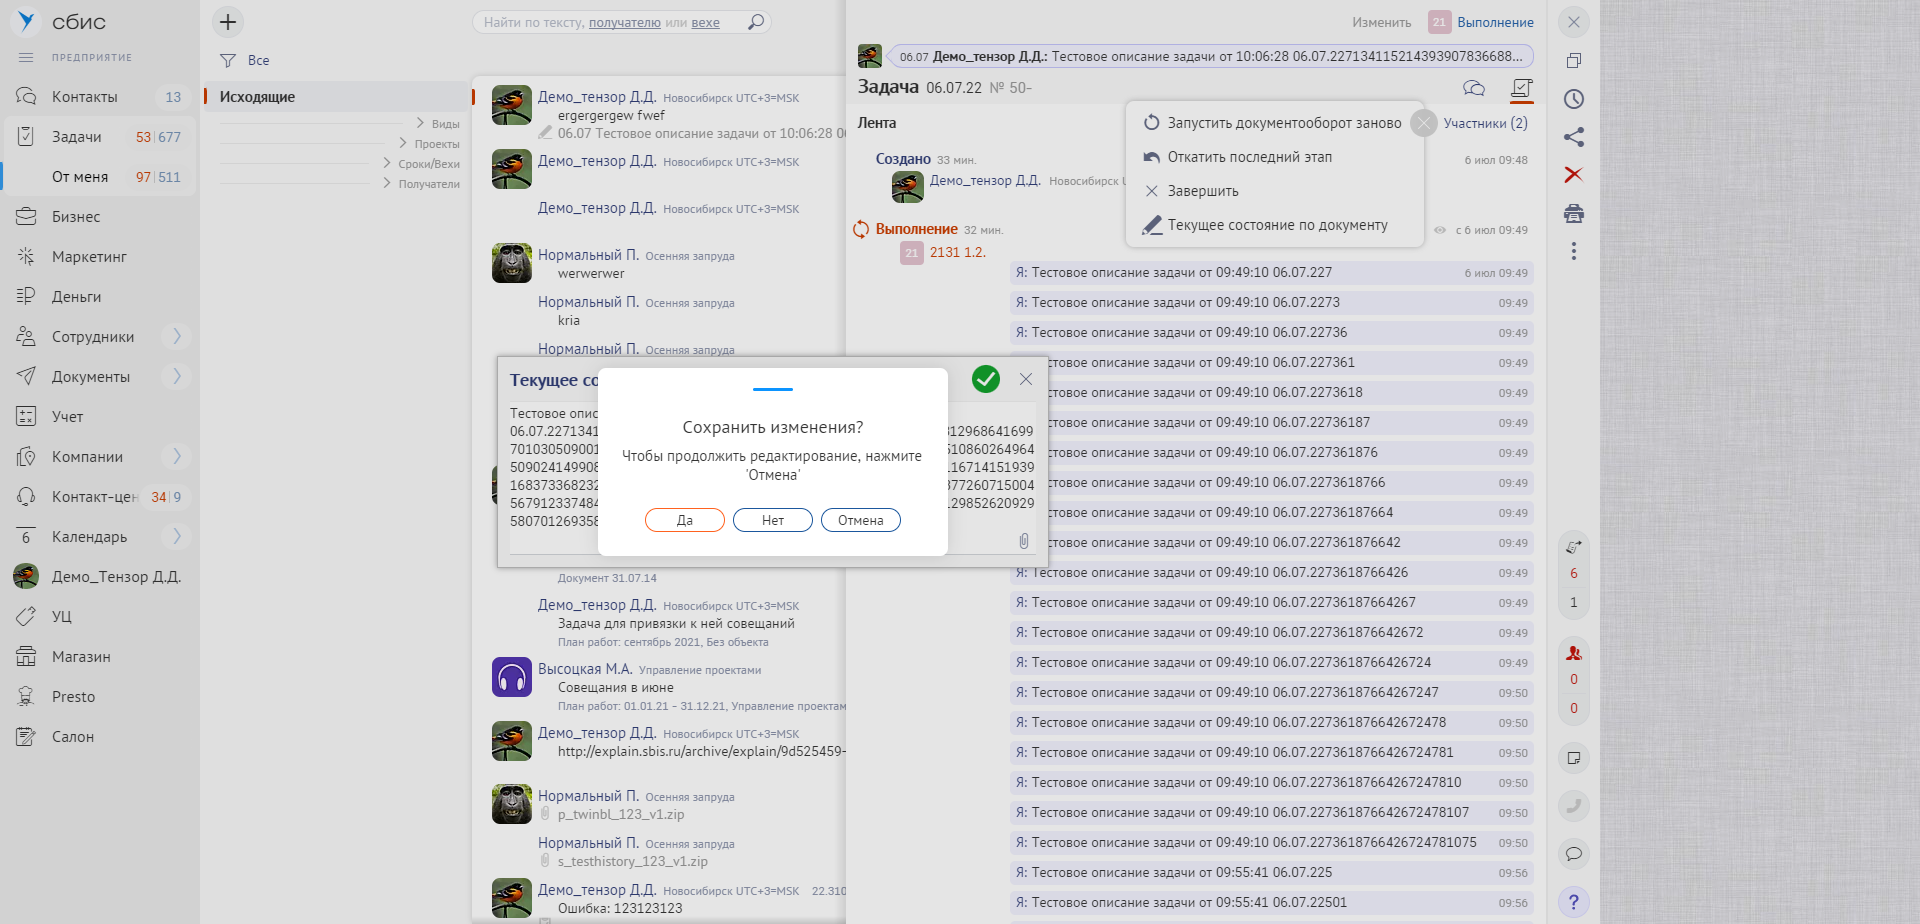 сбис
ПРЕДПРИЯТИЕ
Контакты 13
Задачи 53 677
От меня 97 511
Бизнес
Маркетинг
Деньги
Сотрудники
Документы
Учет
Компании
Контакт-цен 34 9
6 Календарь
Демо_Тензор Д.Д.
УЦ
Магазин
Presto
Салон
Найти по тексту, получателю или вехе
Все
Исходящие
Виды
Проекты
Сроки/Вехи
Получатели
Демо_тензор Д.Д. Новосибирск UTC+3=MSK
ergergergew fwef
06.07 Тестовое описание задачи от 10:06:28 0
Демо_тензор Д.Д. Новосибирск UTC+3=MSK
Демо_тензор Д.Д. Новосибирск UTC+3=MSK
Нормальный П. Осенняя запруда
werwerwer
Нормальный П. Осенняя запруда
kria
Нормальный П. Осенняя запруда
Документ 31.07.14
Демо_тензор Д.Д. Новосибирск UTC+3=MSK
Задача для привязки к ней совещаний
План работ: сентябрь 2021, Без объекта
Высоцкая М.А. Управление проектами
Совещания в июне
План работ: 01.01.21 - 31.12.21, Управление проектам
Демо_тензор Д.Д. Новосибирск UTC+3=MSK
http://explain.sbis.ru/archive/explain/9d525459-
Нормальный П. Осенняя запруда
p_twinbl_123_v1.zip
Нормальный П. Осенняя запруда
s_testhistory_123_v1.zip
Демо_тензор Д.Д. Новосибирск UTC+3=MSK 22.310
Ошибка: 123123123
Изменить 21 Выполнение
06.07 Демо_тензор Д.Д.: Тестовое описание задачи от 10:06:28 06.07.2271341152143939078366​88...
Задача 06.07.22 № 50-
Лента
Участники (2)
Создано 33 мин. 6 июл 09:48
Демо_тензор Д.Д. Новосибирск
Выполнение 32 мин. с 6 июл 09:49
21 2131 1.2.
Запустить документооборот заново
Откатить последний этап
Завершить
Текущее состояние по документу
Я: Тестовое описание задачи от 09:49:10 06.07.227 6 июл 09:49
Я: Тестовое описание задачи от 09:49:10 06.07.2273 09:49
Я: Тестовое описание задачи от 09:49:10 06.07.22736 09:49
стовое описание задачи от 09:49:10 06.07.227361 09:49
стовое описание задачи от 09:49:10 06.07.2273618 09:49
стовое описание задачи от 09:49:10 06.07.22736187 09:49
стовое описание задачи от 09:49:10 06.07.227361876 09:49
стовое описание задачи от 09:49:10 06.07.2273618766 09:49
стовое описание задачи от 09:49:10 06.07.22736187664 09:49
стовое описание задачи от 09:49:10 06.07.227361876642 09:49
Я: Тестовое описание задачи от 09:49:10 06.07.2273618766426 09:49
Я: Тестовое описание задачи от 09:49:10 06.07.22736187664267 09:49
Я: Тестовое описание задачи от 09:49:10 06.07.227361876642672 09:49
Я: Тестовое описание задачи от 09:49:10 06.07.2273618766426724 09:49
Я: Тестовое описание задачи от 09:49:10 06.07.22736187664267247 09:50
Я: Тестовое описание задачи от 09:49:10 06.07.227361876642672478 09:50
Я: Тестовое описание задачи от 09:49:10 06.07.2273618766426724781 09:50
Я: Тестовое описание задачи от 09:49:10 06.07.22736187664267247810 09:50
Я: Тестовое описание задачи от 09:49:10 06.07.227361876642672478107 09:50
Я: Тестовое описание задачи от 09:49:10 06.07.22736187664267247810​75 09:50
Я: Тестовое описание задачи от 09:55:41 06.07.225 09:56
Я: Тестовое описание задачи от 09:55:41 06.07.22501 09:56
Текущее со
Тестовое опис
06.07.2271341 312968641699
701030509001 510860264964
509024149908 116714151939
168373368232 377260715004
567912337484 129852620929
580701269358
Сохранить изменения?
Чтобы продолжить редактирование, нажмите
'Отмена'
Да Нет Отмена
6
1
0
0
?